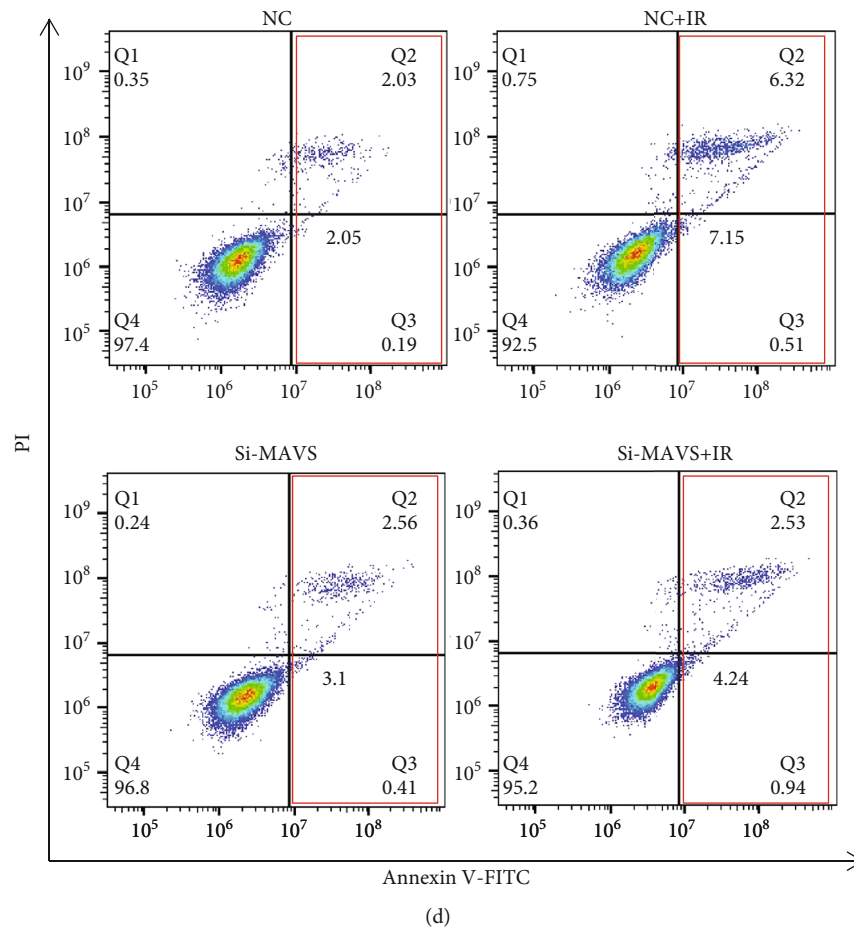 NC
Q1
0.35
Q2
2.03
10⁹
10⁸
10⁷
10⁶
10⁵
2.05
Q4
97.4
Q3
0.19
10⁵ 10⁶ 10⁷ 10⁸
NC+IR
Q1
0.75
Q2
6.32
10⁹
10⁸
10⁷
10⁶
10⁵
7.15
Q4
92.5
Q3
0.51
10⁵ 10⁶ 10⁷ 10⁸
PI
Si-MAVS
Q1
0.24
Q2
2.56
10⁹
10⁸
10⁷
10⁶
10⁵
3.1
Q4
96.8
Q3
0.41
10⁵ 10⁶ 10⁷ 10⁸
Si-MAVS+IR
Q1
0.36
Q2
2.53
10⁹
10⁸
10⁷
10⁶
10⁵
4.24
Q4
95.2
Q3
0.94
10⁵ 10⁶ 10⁷ 10⁸
Annexin V-FITC
(d)